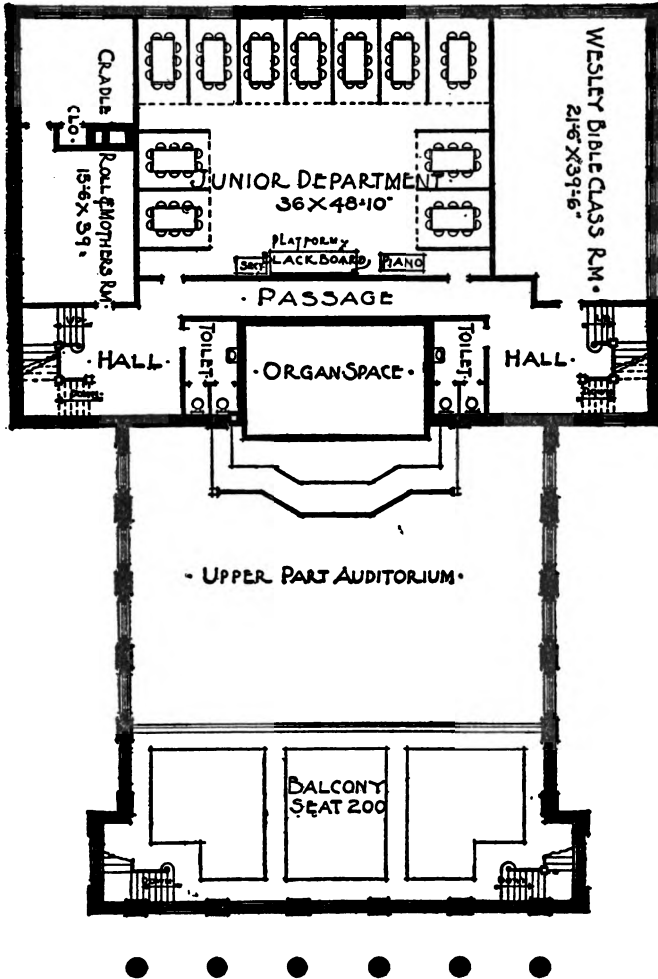 CRADLE ROLL & MOTHERS RM.
15-6 X 39"
CLO.
JUNIOR DEPARTMENT.
36 X 48-10"
WESLEY BIBLE CLASS RM.
21-6" X 39-6"
PLATFORM
BLACKBOARD
SECY
PIANO
· PASSAGE
· HALL ·
TOILET
· ORGAN SPACE ·
TOILET
HALL ·
· UPPER PART AUDITORIUM ·
BALCONY
SEAT 200